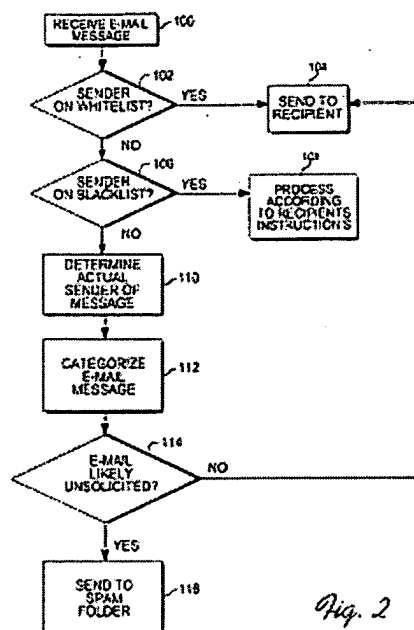 RECEIVE E-MAIL
MESSAGE
100
SENDER
ON WHITELIST?
102
YES
SEND TO
RECIPIENT
104
NO
SENDER
ON BLACKLIST?
106
YES
PROCESS
ACCORDING
TO RECIPIENTS
INSTRUCTIONS
108
NO
DETERMINE
ACTUAL
SENDER OF
MESSAGE
110
CATEGORIZE
E-MAIL
MESSAGE
112
E-MAIL
LIKELY
UNSOLICITED?
114
NO
YES
SEND TO
SPAM
FOLDER
116
Fig. 2